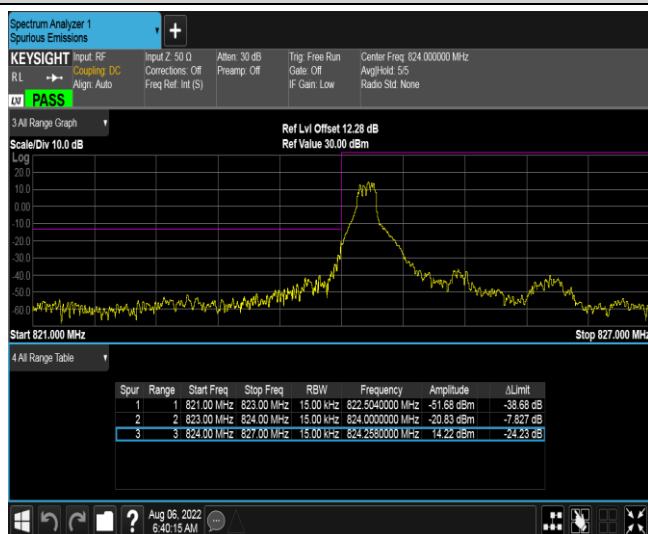 Spectrum Analyzer 1
Spurious Emissions
KEYSIGHT Input: RF Input Z: 50 Ω Atten: 30 dB Trig: Free Run Center Freq: 824.000000 MHz
RL Coupling: DC Corrections: Off Preamp: Off Gate: Off Avg|Hold: 5/5
Align: Auto Freq Ref: Int (S) IF Gain: Low Radio Std: None
LXI PASS
3 All Range Graph
Ref Lvl Offset 12.28 dB
Scale/Div 10.0 dB Ref Value 30.00 dBm
Log
20.0
10.0
0.00
-10.0
-20.0
-30.0
-40.0
-50.0
-60.0
Start 821.000 MHz Stop 827.000 MHz
4 All Range Table
Spur Range Start Freq Stop Freq RBW Frequency Amplitude ΔLimit
1 1 821.00 MHz 823.00 MHz 15.00 kHz 822.5040000 MHz -51.68 dBm -38.68 dB
2 2 823.00 MHz 824.00 MHz 15.00 kHz 824.0000000 MHz -20.83 dBm -7.827 dB
3 3 824.00 MHz 827.00 MHz 15.00 kHz 824.2580000 MHz 14.22 dBm -24.23 dB
? Aug 06, 2022
6:40:15 AM